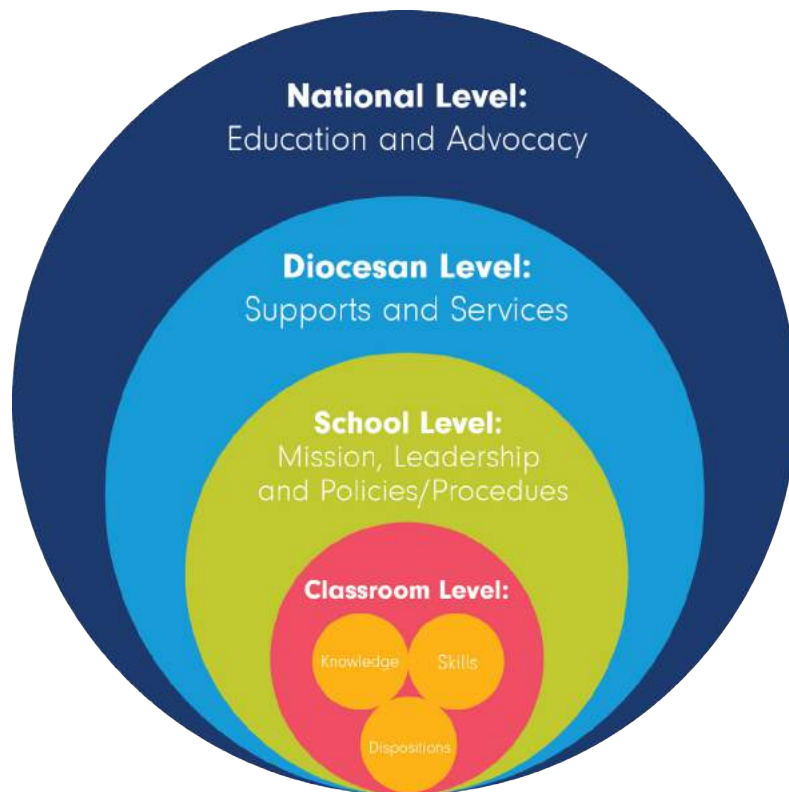 National Level:
Education and Advocacy
Diocesan Level:
Supports and Services
School Level:
Mission, Leadership
and Policies/Procedues
Classroom Level:
Knowledge
Skills
Dispositions